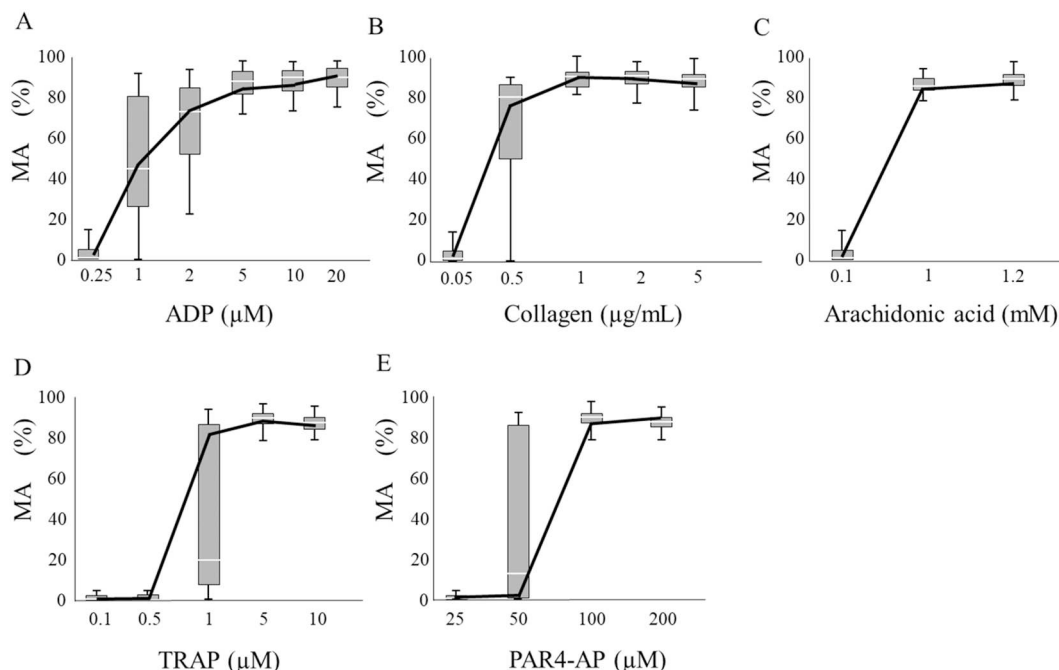 A
MA (%)
100
80
60
40
20
0
0.25 1 2 5 10 20
ADP (µM)
B
MA (%)
100
80
60
40
20
0
0.05 0.5 1 2 5
Collagen (µg/mL)
C
MA (%)
100
80
60
40
20
0
0.1 1 1.2
Arachidonic acid (mM)
D
MA (%)
100
80
60
40
20
0
0.1 0.5 1 5 10
TRAP (µM)
E
MA (%)
100
80
60
40
20
0
25 50 100 200
PAR4-AP (µM)